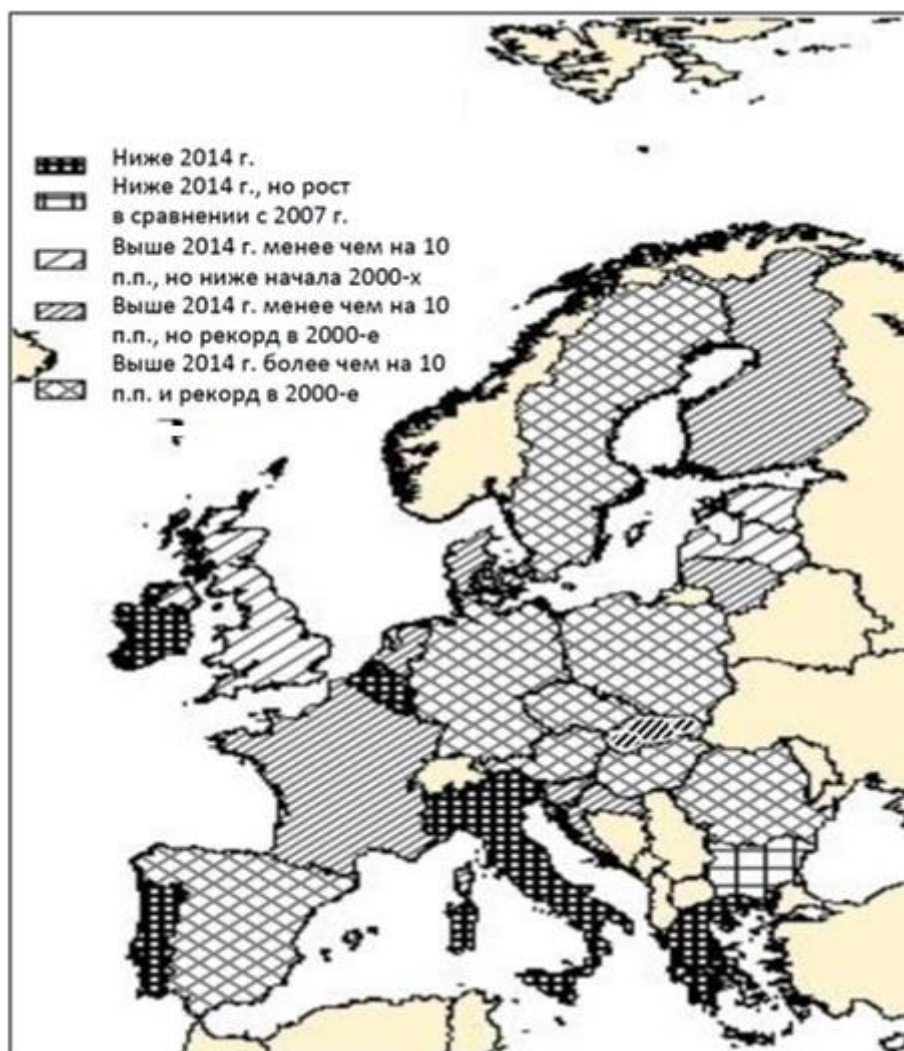 Ниже 2014 г.
Ниже 2014 г., но рост
в сравнении с 2007 г.
Выше 2014 г. менее чем на 10
п.п., но ниже начала 2000-х
Выше 2014 г. менее чем на 10
п.п., но рекорд в 2000-е
Выше 2014 г. более чем на 10
п.п. и рекорд в 2000-е